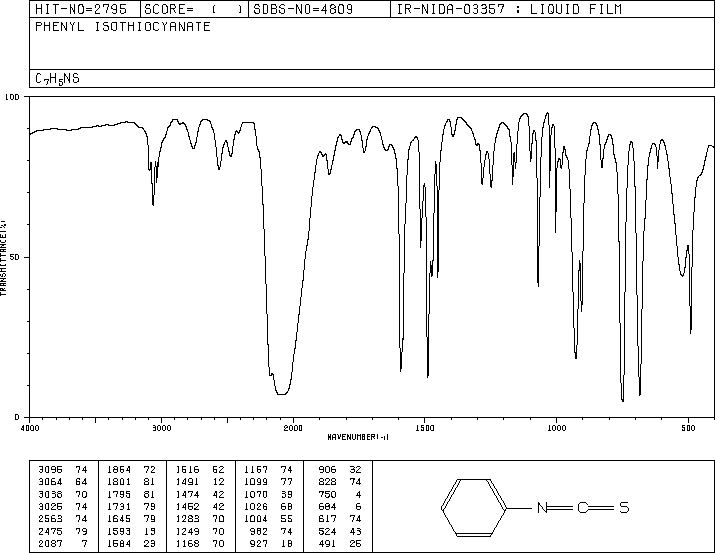 HIT-NO=2795 SCORE= ( ) SDBS-NO=4809 IR-NIDA-03357 : LIQUID FILM
PHENYL ISOTHIOCYANATE
C7H5NS
100
50
0
TRANSMITTANCE(%)
4000 3000 2000 1500 1000 500
WAVENUMBER(-1)
3095 74 1864 72 1516 52 1157 74 906 32
3064 64 1801 81 1491 12 1099 77 828 74
3038 70 1795 81 1474 42 1070 39 750 4
3025 74 1731 79 1452 42 1026 68 684 6
2563 74 1645 79 1283 70 1004 55 617 74
2475 79 1593 13 1249 70 982 74 524 43
2087 7 1584 23 1168 70 927 18 491 25
N C S